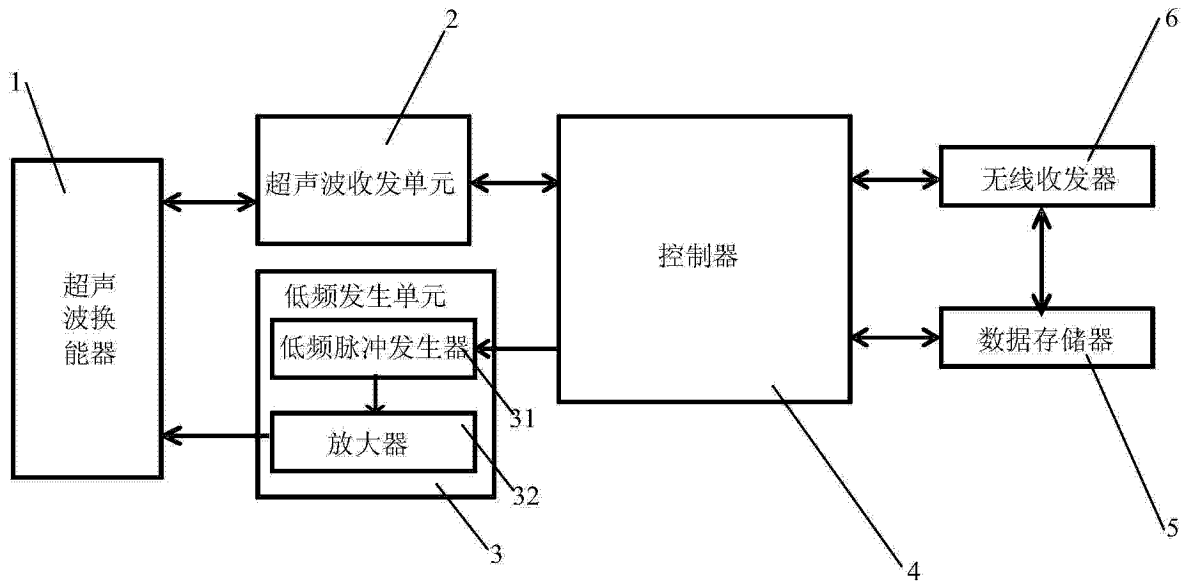 1
2
6
超声波收发单元
无线收发器
控制器
超声
波换
能器
低频发生单元
低频脉冲发生器
数据存储器
31
放大器
32
3
4
5